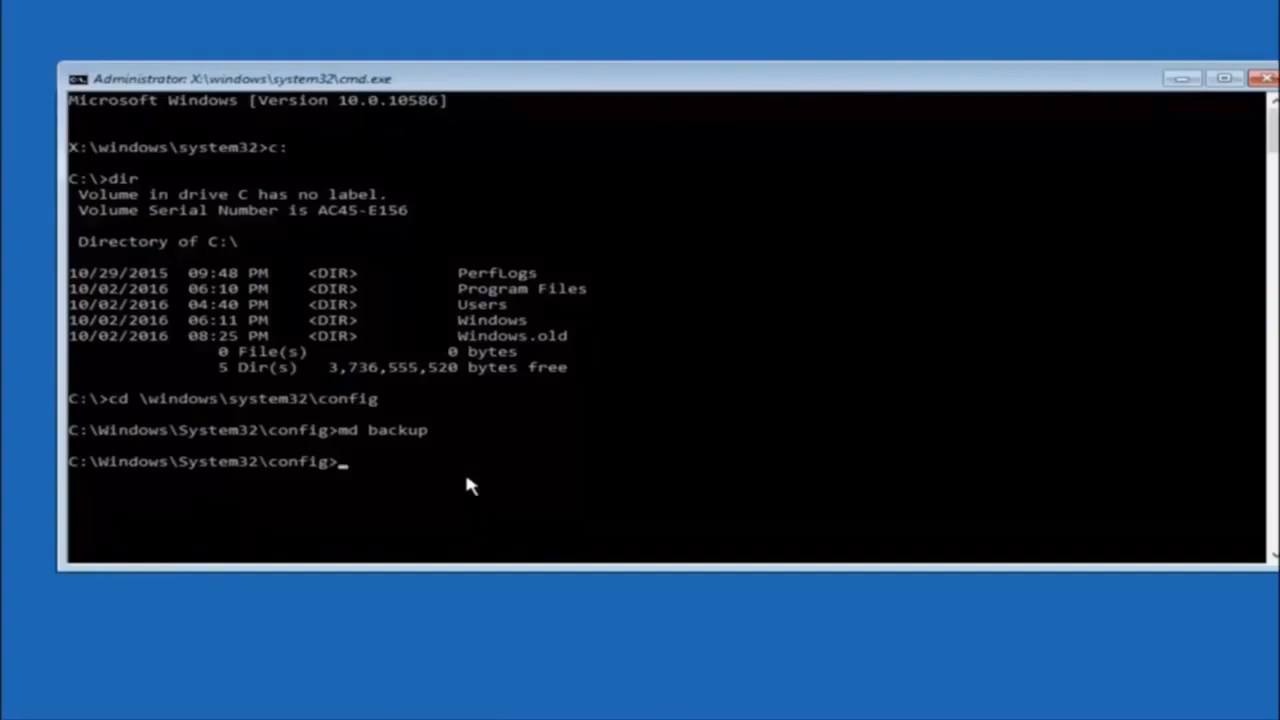 Administrator: X:\windows\system32\cmd.exe
Microsoft Windows [Version 10.0.10586]
X:\windows\system32>c:
C:\>dir
Volume in drive C has no label.
Volume Serial Number is AC45-E156
Directory of C:\
10/29/2015 09:48 PM <DIR> PerfLogs
10/02/2016 06:10 PM <DIR> Program Files
10/02/2016 04:40 PM <DIR> Users
10/02/2016 06:11 PM <DIR> Windows
10/02/2016 08:25 PM <DIR> Windows.old
0 File(s) 0 bytes
5 Dir(s) 3,736,555,520 bytes free
C:\>cd \windows\system32\config
C:\Windows\System32\config>md backup
C:\Windows\System32\config>_